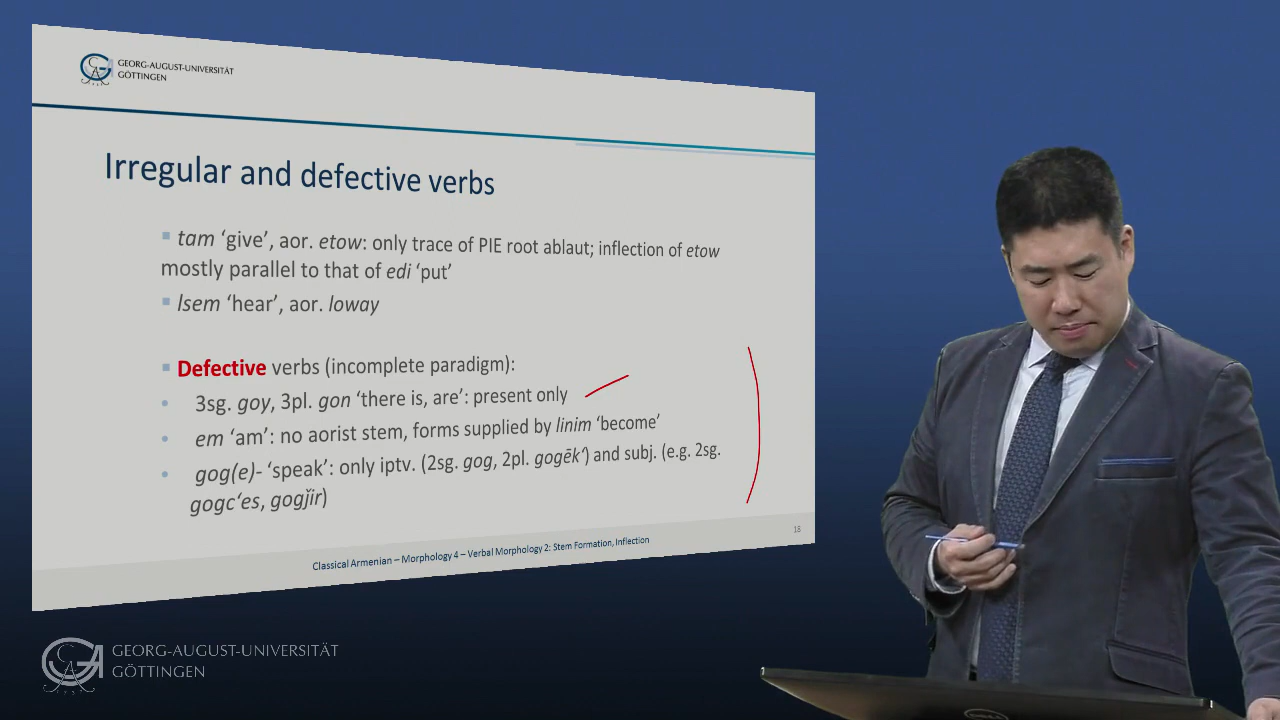 GEORG-AUGUST-UNIVERSITÄT
GÖTTINGEN
Irregular and defective verbs
▪ tam ‘give’, aor. etow: only trace of PIE root ablaut; inflection of etow
mostly parallel to that of edi ‘put’
▪ lsem ‘hear’, aor. loway
▪ Defective verbs (incomplete paradigm):
• 3sg. goy, 3pl. gon ‘there is, are’: present only
• em ‘am’: no aorist stem, forms supplied by linim ‘become’
• gog(e)- ‘speak’: only iptv. (2sg. gog, 2pl. gogēkʻ) and subj. (e.g. 2sg.
gogcʻes, gogǰir)
18
Classical Armenian – Morphology 4 – Verbal Morphology 2: Stem Formation, Inflection
GEORG-AUGUST-UNIVERSITÄT
GÖTTINGEN
DELL